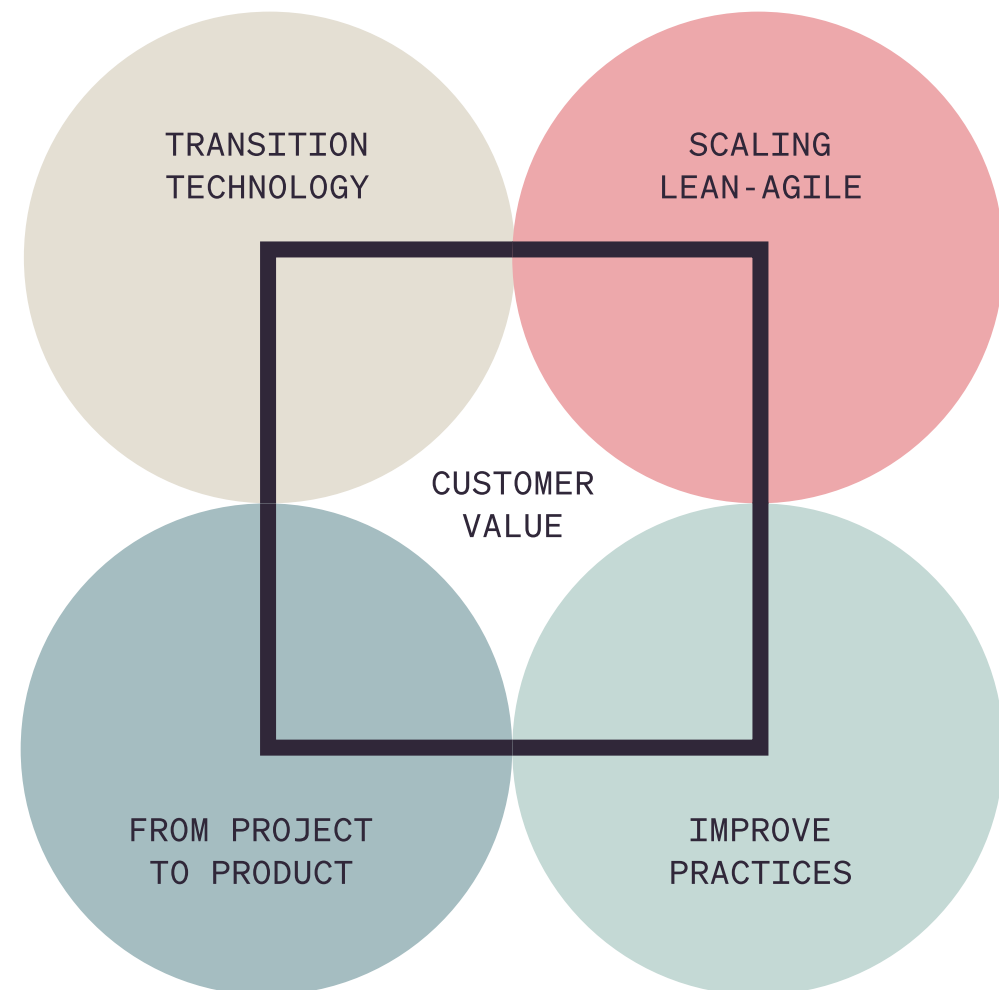 TRANSITION
TECHNOLOGY
SCALING
LEAN-AGILE
CUSTOMER
VALUE
FROM PROJECT
TO PRODUCT
IMPROVE
PRACTICES